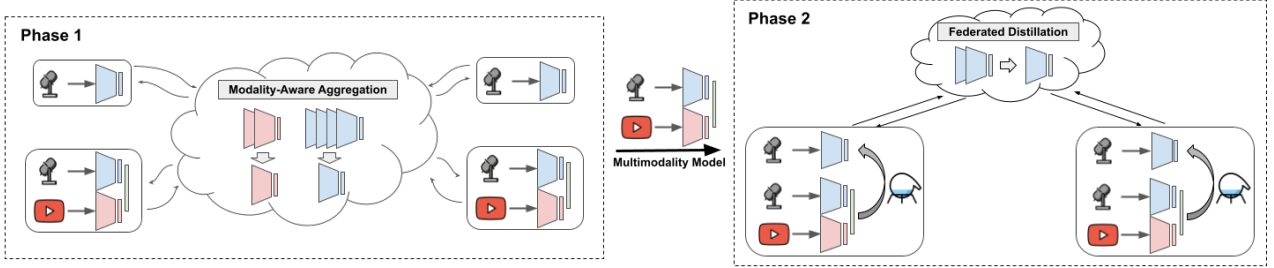 Phase 1
Modality-Aware Aggregation
Multimodality Model
Phase 2
Federated Distillation